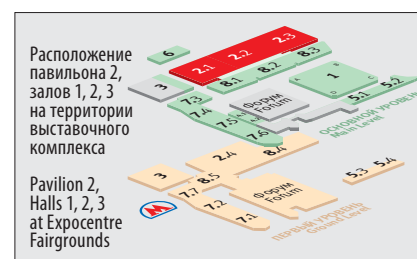 Расположение
павильона 2,
залов 1, 2, 3
на территории
выставочного
комплекса
Pavilion 2,
Halls 1, 2, 3
at Expocentre
Fairgrounds
6
2.1
2.2
2.3
3
8.1
8.2
8.3
A
B
C
D
1
5.1
5.2
7.3
7.4
7.5
7.6
Форум
Forum
ОСНОВНОЙ УРОВЕНЬ
Main Level
3
2.4
8.4
8.5
7.7
7.2
7.1
Форум
Forum
5.3
5.4
ПЕРВЫЙ УРОВЕНЬ
Ground Level
М